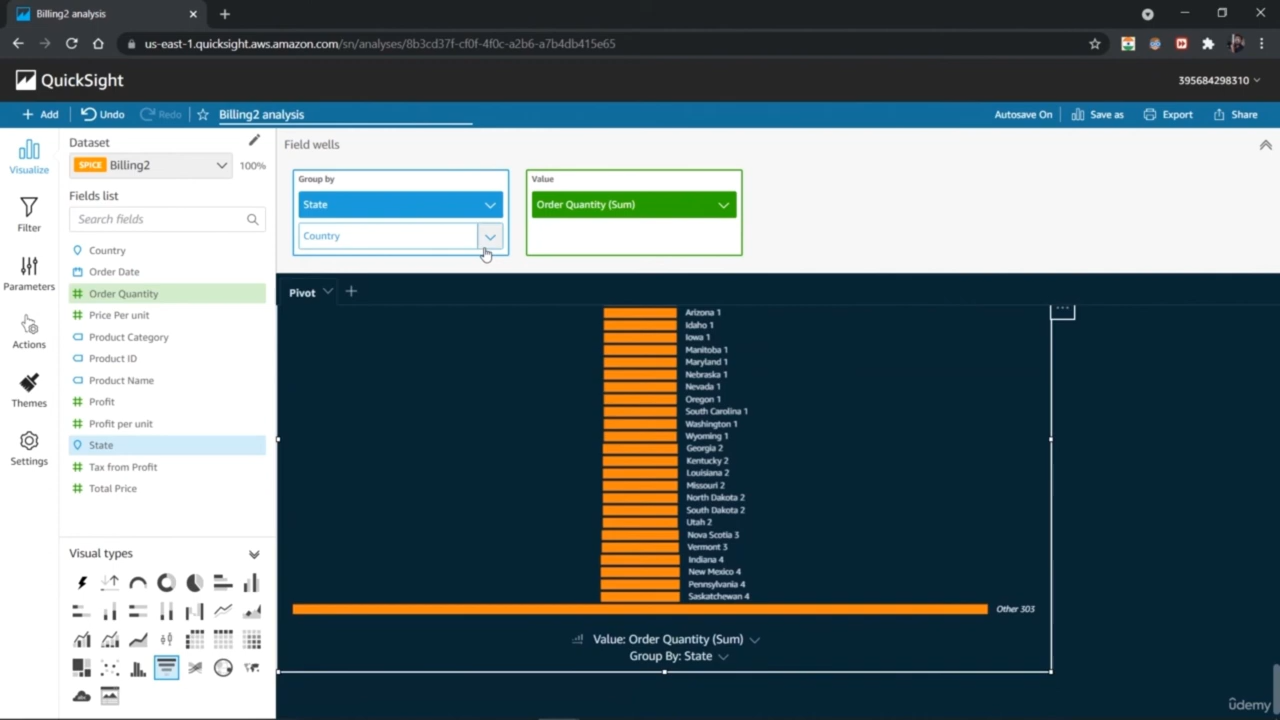 Billing2 analysis
us-east-1.quicksight.aws.amazon.com/sn/analyses/8b3cd37f-cf0f-4f0c-a2b6-a7b4db415e65
QuickSight
395684298310
Add
Undo
Redo
Billing2 analysis
Autosave On
Save as
Export
Share
Visualize
Filter
Parameters
Actions
Themes
Settings
Dataset
SPICE
Billing2
100%
Fields list
Search fields
Country
Order Date
Order Quantity
Price Per unit
Product Category
Product ID
Product Name
Profit
Profit per unit
State
Tax from Profit
Total Price
Visual types
Field wells
Group by
State
Country
Value
Order Quantity (Sum)
Pivot
Arizona 1
Idaho 1
Iowa 1
Manitoba 1
Maryland 1
Nebraska 1
Nevada 1
Oregon 1
South Carolina 1
Washington 1
Wyoming 1
Georgia 2
Kentucky 2
Louisiana 2
Missouri 2
North Dakota 2
South Dakota 2
Utah 2
Nova Scotia 3
Vermont 3
Indiana 4
New Mexico 4
Pennsylvania 4
Saskatchewan 4
Other 303
Value: Order Quantity (Sum)
Group By: State
ûdemy